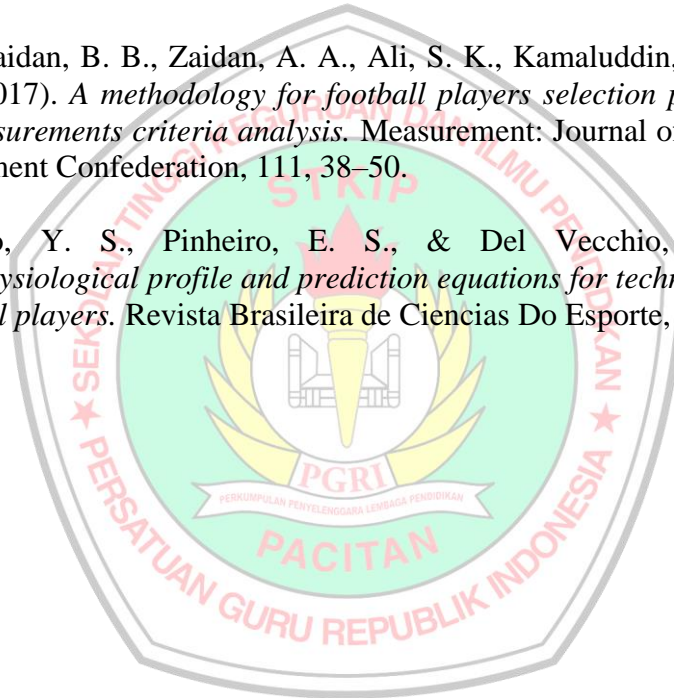 aidan, B. B., Zaidan, A. A., Ali, S. K., Kamaluddin,
017). A methodology for football players selection p
surements criteria analysis. Measurement: Journal of
ment Confederation, 111, 38–50.
o, Y. S., Pinheiro, E. S., & Del Vecchio,
ysiological profile and prediction equations for techn
l players. Revista Brasileira de Ciencias Do Esporte,
SEKOLAH TINGGI KEGURUAN DAN ILMU PENDIDIKAN
STKIP
PGRI
PERKUMPULAN PENYELENGGARA LEMBAGA PENDIDIKAN
PACITAN
PERSATUAN GURU REPUBLIK INDONESIA